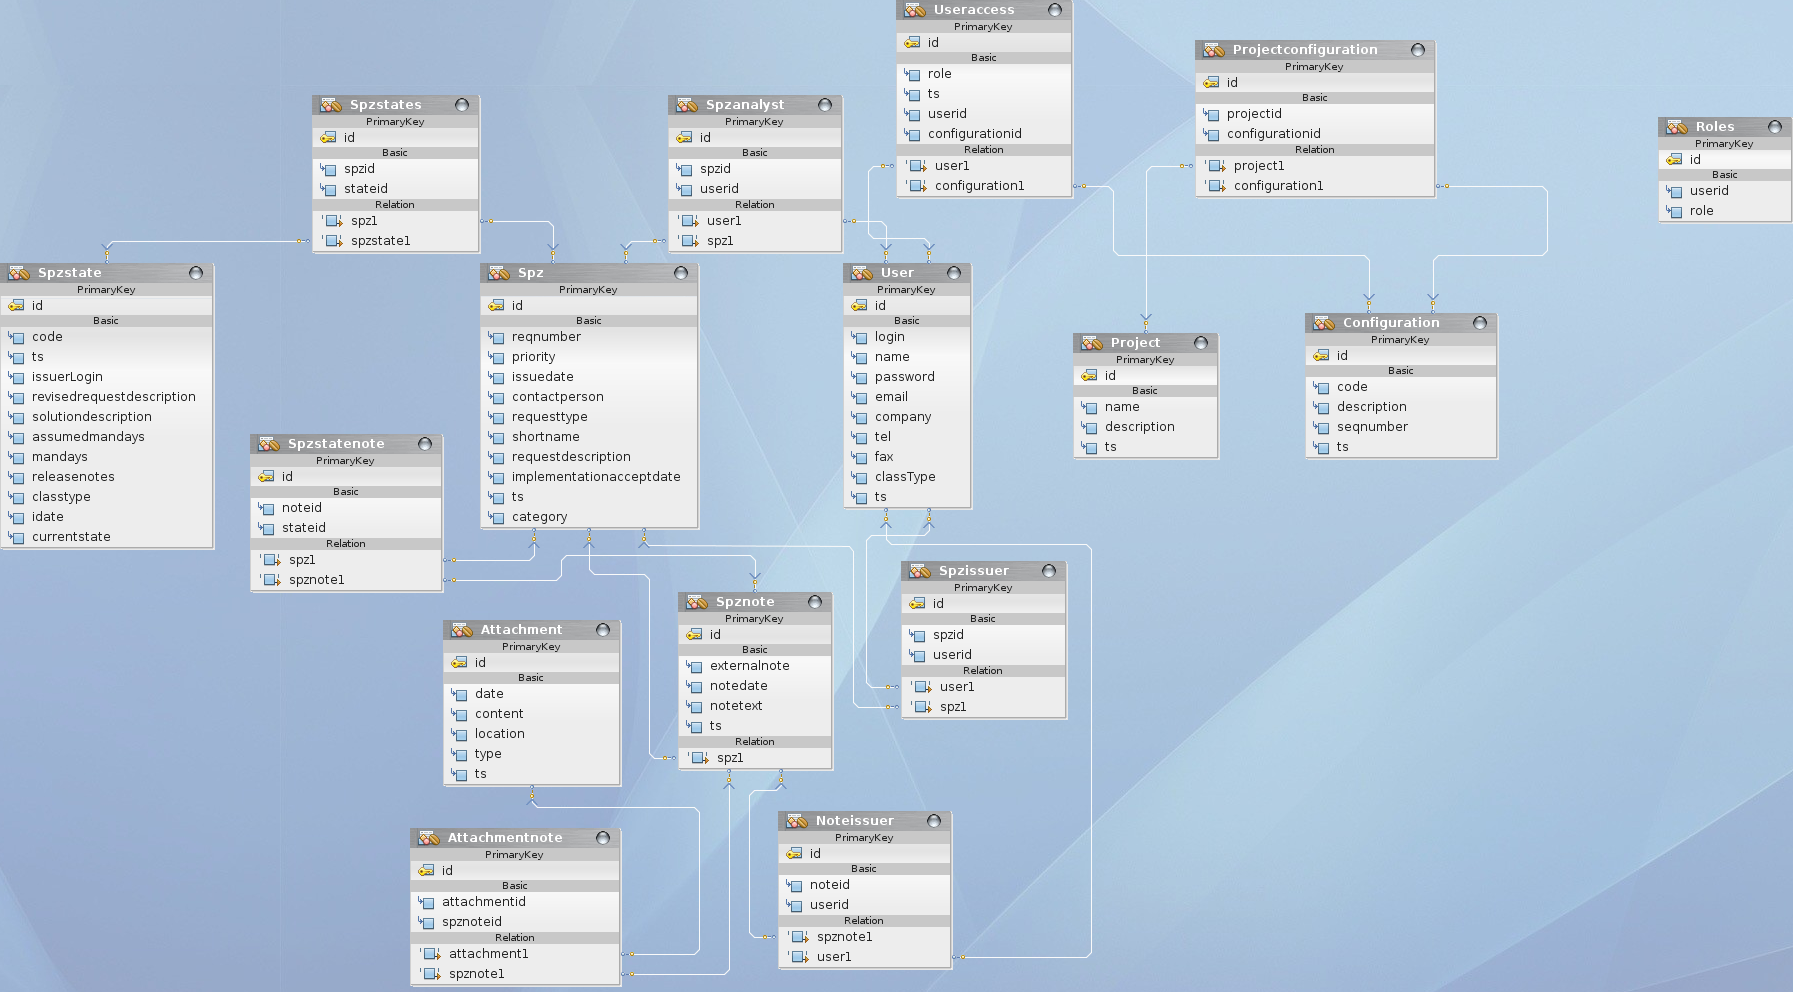 Useraccess
PrimaryKey
id
Basic
role
ts
userid
configurationid
Relation
user1
configuration1
Projectconfiguration
PrimaryKey
id
Basic
projectid
configurationid
Relation
project1
configuration1
Spzstates
PrimaryKey
id
Basic
spzid
stateid
Relation
spz1
spzstate1
Spzanalyst
PrimaryKey
id
Basic
spzid
userid
Relation
user1
spz1
Roles
PrimaryKey
id
Basic
userid
role
Spzstate
PrimaryKey
id
Basic
code
ts
issuerLogin
revisedrequestdescription
solutiondescription
assumedmandays
mandays
releasenotes
classtype
idate
currentstate
Spz
PrimaryKey
id
Basic
reqnumber
priority
issuedate
contactperson
requesttype
shortname
requestdescription
implementationacceptdate
ts
category
User
PrimaryKey
id
Basic
login
name
password
email
company
tel
fax
classType
ts
Project
PrimaryKey
id
Basic
name
description
ts
Configuration
PrimaryKey
id
Basic
code
description
seqnumber
ts
Spzstatenote
PrimaryKey
id
Basic
noteid
stateid
Relation
spz1
spznote1
Spzissuer
PrimaryKey
id
Basic
spzid
userid
Relation
user1
spz1
Spznote
PrimaryKey
id
Basic
externalnote
notedate
notetext
ts
Relation
spz1
Attachment
PrimaryKey
id
Basic
date
content
location
type
ts
Attachmentnote
PrimaryKey
id
Basic
attachmentid
spznoteid
Relation
attachment1
spznote1
Noteissuer
PrimaryKey
id
Basic
noteid
userid
Relation
spznote1
user1